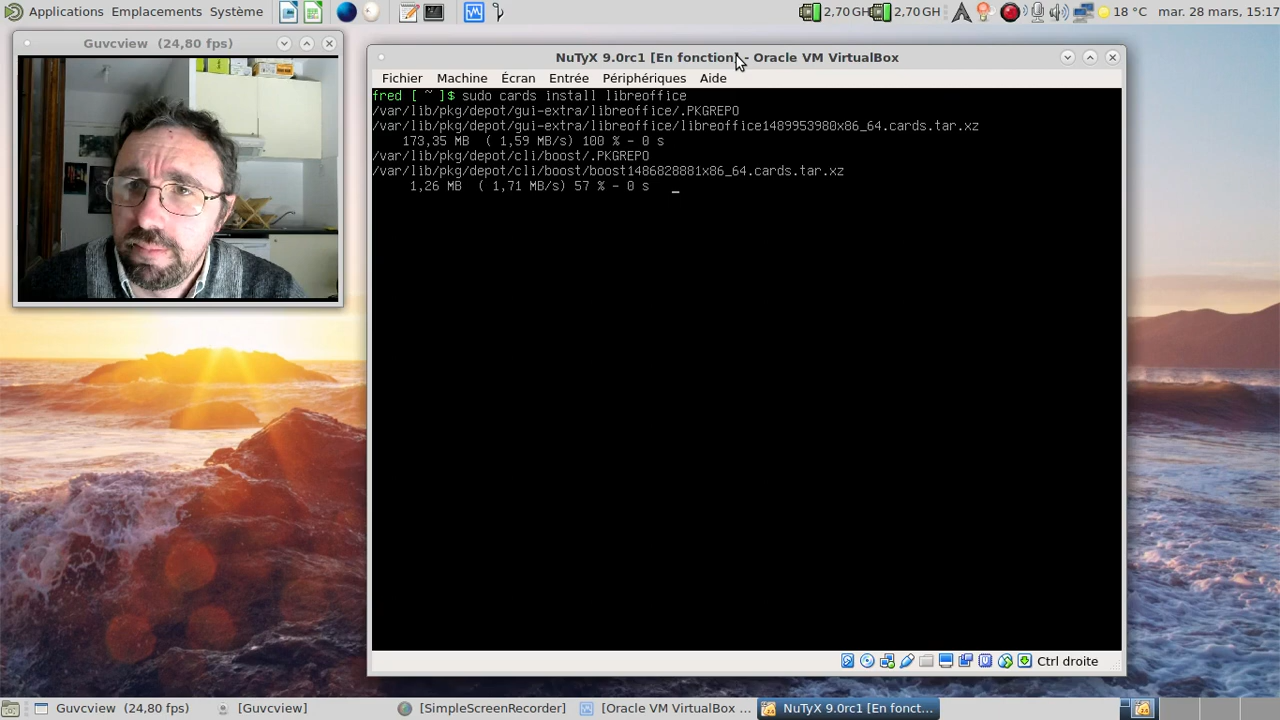 Applications Emplacements Système 2,70 GH 2,70 GH 18 °C mar. 28 mars, 15:17
Guvcview (24,80 fps)
NuTyX 9.0rc1 [En fonction] - Oracle VM VirtualBox
Fichier Machine Écran Entrée Périphériques Aide
fred [ ~ ]$ sudo cards install libreoffice
/var/lib/pkg/depot/gui-extra/libreoffice/.PKGREPO
/var/lib/pkg/depot/gui-extra/libreoffice/libreoffice1489953980x86_64.cards.tar.xz
173,35 MB ( 1,59 MB/s) 100 % - 0 s
/var/lib/pkg/depot/cli/boost/.PKGREPO
/var/lib/pkg/depot/cli/boost/boost1486828881x86_64.cards.tar.xz
1,26 MB ( 1,71 MB/s) 57 % - 0 s _
Ctrl droite
Guvcview (24,80 fps) [Guvcview] [SimpleScreenRecorder] [Oracle VM VirtualBox ... NuTyX 9.0rc1 [En fonct...